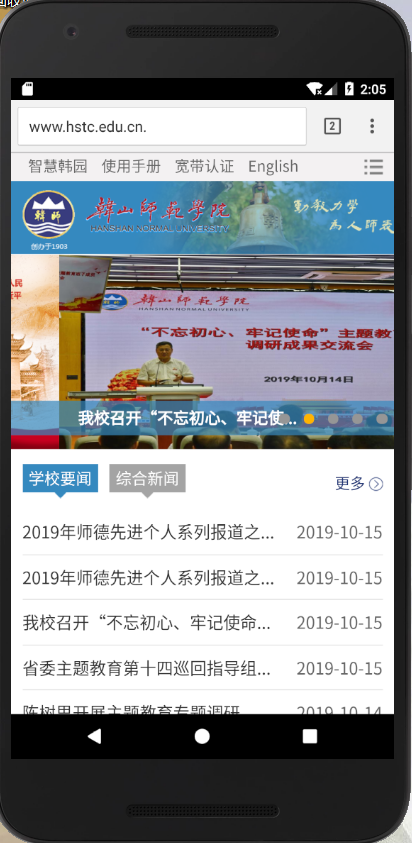 2:05
www.hstc.edu.cn.
2
智慧韩园 使用手册 宽带认证 English
韩师
创办于1903
韓山師範學院
HANSHAN NORMAL UNIVERSITY
勤教力学
为人師表
韓山師範學院
HANSHAN NORMAL UNIVERSITY
“不忘初心、牢记使命”主题教
调研成果交流会
2019年10月14日
我校召开“不忘初心、牢记使...
学校要闻 综合新闻 更多
2019年师德先进个人系列报道之... 2019-10-15
2019年师德先进个人系列报道之... 2019-10-15
我校召开“不忘初心、牢记使命... 2019-10-15
省委主题教育第十四巡回指导组... 2019-10-15
陈树思开展主题教育专题调研 2019-10-14